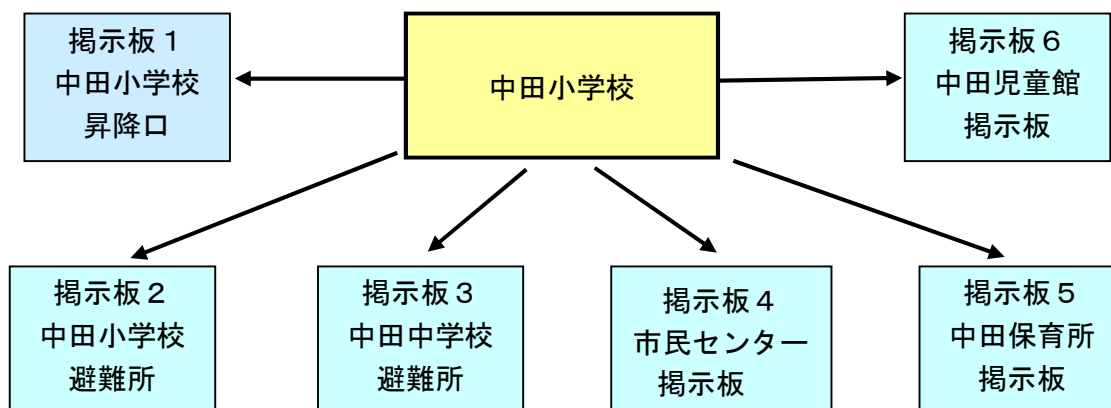 掲示板１
中田小学校
昇降口
中田小学校
掲示板６
中田児童館
掲示板
掲示板２
中田小学校
避難所
掲示板３
中田中学校
避難所
掲示板４
市民センター
掲示板
掲示板５
中田保育所
掲示板